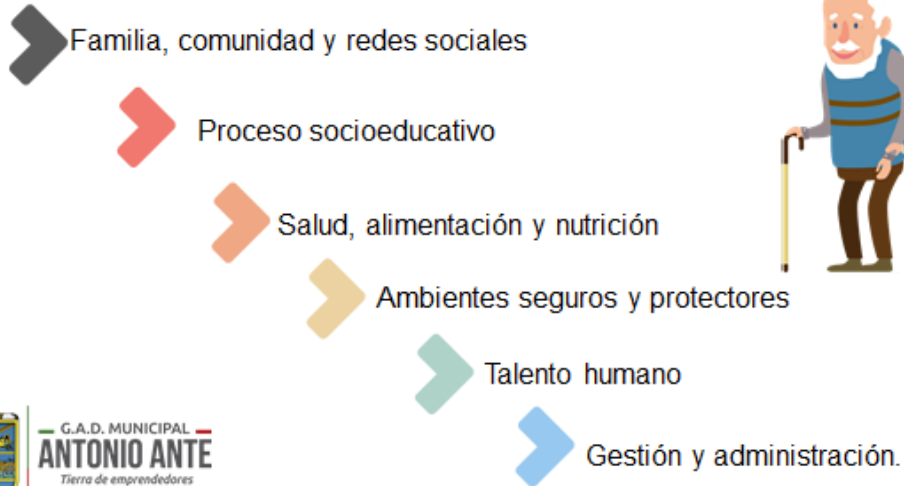 Familia, comunidad y redes sociales
Proceso socioeducativo
Salud, alimentación y nutrición
Ambientes seguros y protectores
Talento humano
Gestión y administración.
G.A.D. MUNICIPAL
ANTONIO ANTE
Tierra de emprendedores